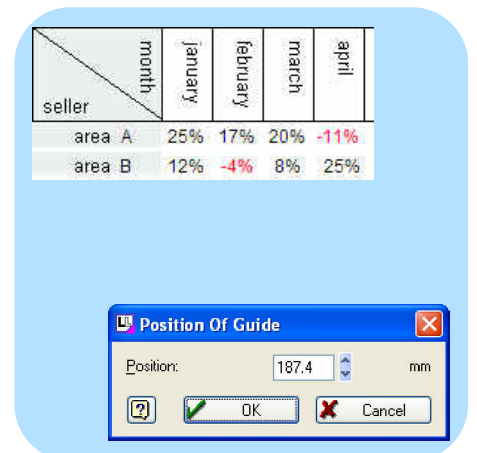 month
seller
january
february
march
april
area A 25% 17% 20% -11%
area B 12% -4% 8% 25%
Position Of Guide
Position: 187.4 mm
OK Cancel